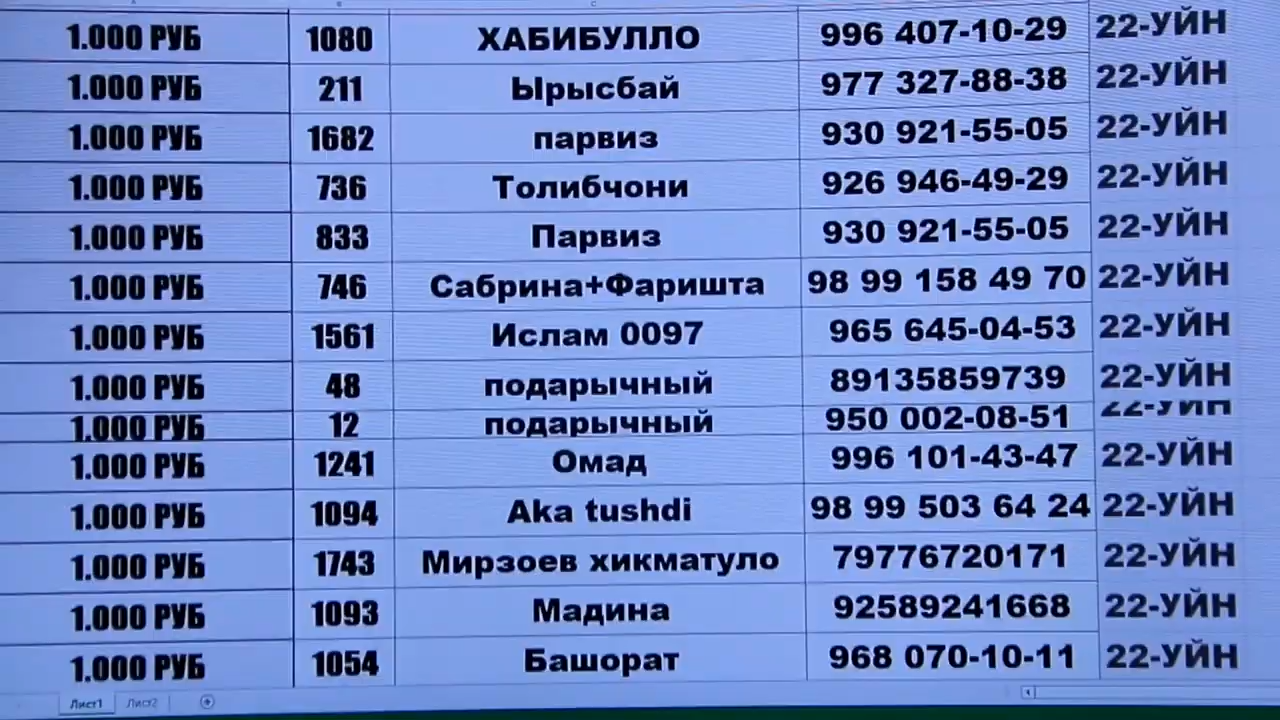 1.000 РУБ 1080 ХАБИБУЛЛО 996 407-10-29 22-УЙН
1.000 РУБ 211 Ырысбай 977 327-88-38 22-УЙН
1.000 РУБ 1682 парвиз 930 921-55-05 22-УЙН
1.000 РУБ 736 Толибчони 926 946-49-29 22-УЙН
1.000 РУБ 833 Парвиз 930 921-55-05 22-УЙН
1.000 РУБ 746 Сабрина+Фаришта 98 99 158 49 70 22-УЙН
1.000 РУБ 1561 Ислам 0097 965 645-04-53 22-УЙН
1.000 РУБ 48 подарычный 89135859739 22-УЙН
1.000 РУБ 12 подарычный 950 002-08-51 22-УЙН
1.000 РУБ 1241 Омад 996 101-43-47 22-УЙН
1.000 РУБ 1094 Aka tushdi 98 99 503 64 24 22-УЙН
1.000 РУБ 1743 Мирзоев хикматуло 79776720171 22-УЙН
1.000 РУБ 1093 Мадина 92589241668 22-УЙН
1.000 РУБ 1054 Башорат 968 070-10-11 22-УЙН
Лист1 Лист2